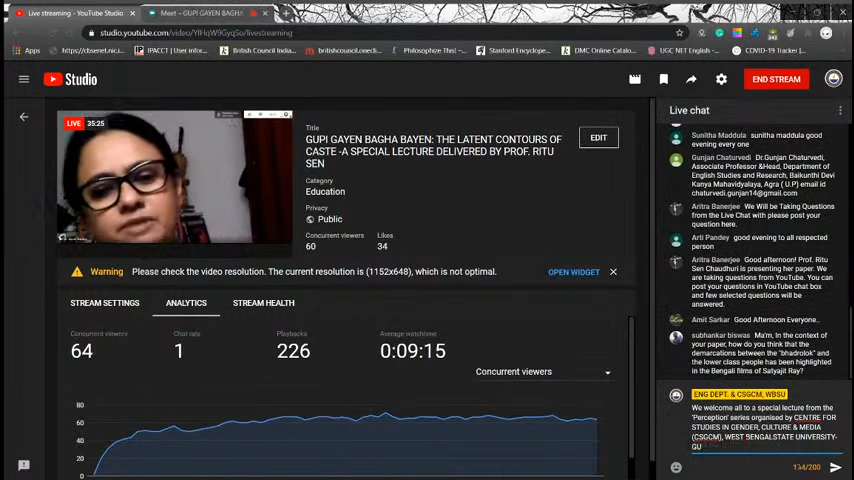 Live streaming - YouTube Studio
Meet – GUPI GAYEN BAGHA
studio.youtube.com/video/YlHqW9GyqSo/livestreaming
Apps
https://cbsenet.nic.i...
IPACCT | User infor...
British Council India...
britishcouncil.onecli...
Philosophize This! –...
Stanford Encyclope...
DMC Online Catalo...
UGC NET English –...
COVID-19 Tracker |...
Studio
END STREAM
LIVE 35:25
Title
GUPI GAYEN BAGHA BAYEN: THE LATENT CONTOURS OF
CASTE -A SPECIAL LECTURE DELIVERED BY PROF. RITU
SEN
EDIT
Category
Education
Privacy
Public
Concurrent viewers
60
Likes
34
Warning Please check the video resolution. The current resolution is (1152x648), which is not optimal.
OPEN WIDGET
STREAM SETTINGS
ANALYTICS
STREAM HEALTH
Concurrent viewers
64
Chat rate
1
Playbacks
226
Average watchtime
0:09:15
Concurrent viewers
80
60
40
20
0
Live chat
Sunitha Maddula sunitha maddula good
evening every one
Gunjan Chaturvedi Dr.Gunjan Chaturvedi,
Associate Professor &Head, Department of
English Studies and Research, Baikunthi Devi
Kanya Mahavidyalaya, Agra ( U.P) email id
chaturvedi.gunjan14@gmail.com
Aritra Banerjee We Will be Taking Questions
from the Live Chat with please post your
question here.
Arti Pandey good evening to all respected
person
Aritra Banerjee Good afternoon! Prof. Ritu
Sen Chaudhuri is presenting her paper. We
are taking questions from YouTube. You can
post your questions in YouTube chat box
and few selected questions will be
answered.
Amit Sarkar Good Afternoon Everyone..
subhankar biswas Ma'm, In the context of
your paper, how do you think that the
demarcations between the "bhadrolok" and
the lower class people has been highlighted
in the Bengali films of Satyajit Ray?
ENG DEPT. & CSGCM, WBSU
We welcome all to a special lecture from the
'Perception' series organised by CENTRE FOR
STUDIES IN GENDER, CULTURE & MEDIA
(CSGCM), WEST BENGALSTATE UNIVERSITY-
GU
/200